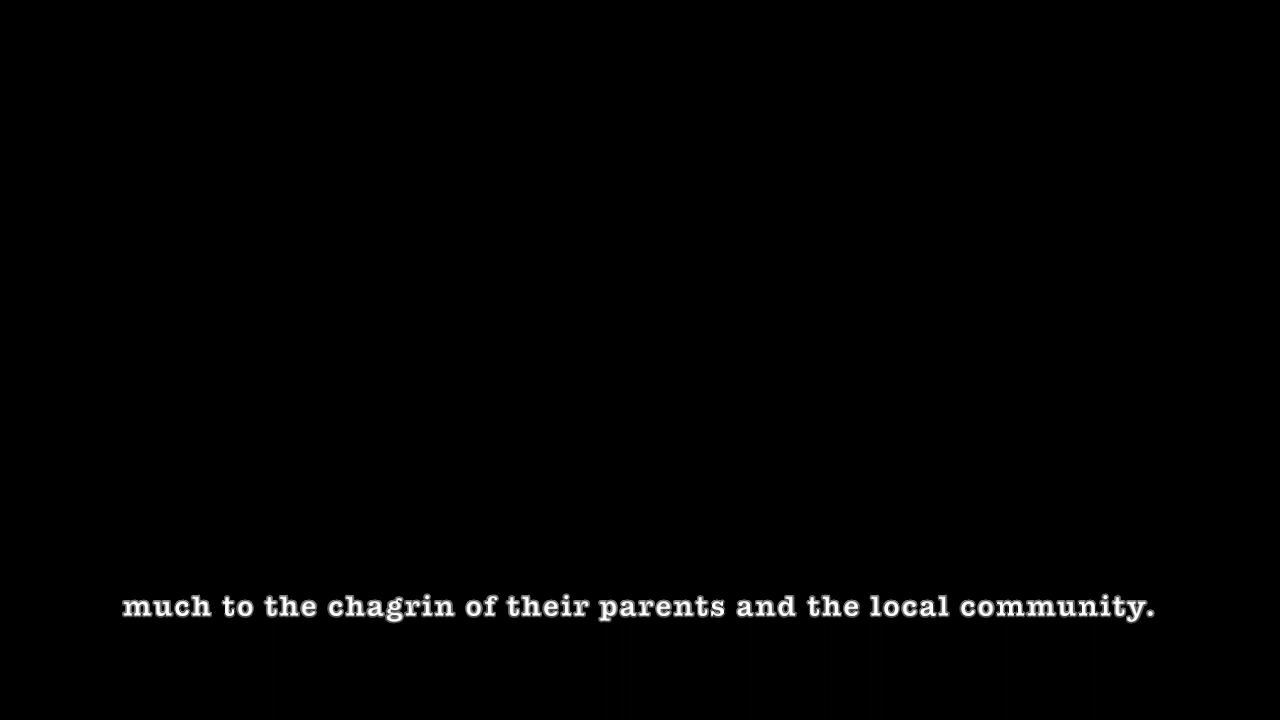 much to the chagrin of their parents and the local community.